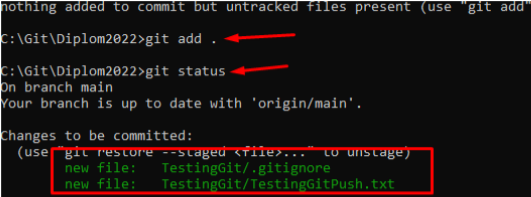 nothing added to commit but untracked files present (use "git add"
C:\Git\Diplom2022>git add .
C:\Git\Diplom2022>git status
On branch main
Your branch is up to date with 'origin/main'.
Changes to be committed:
(use "git restore --staged <file>..." to unstage)
new file:   TestingGit/.gitignore
new file:   TestingGit/TestingGitPush.txt